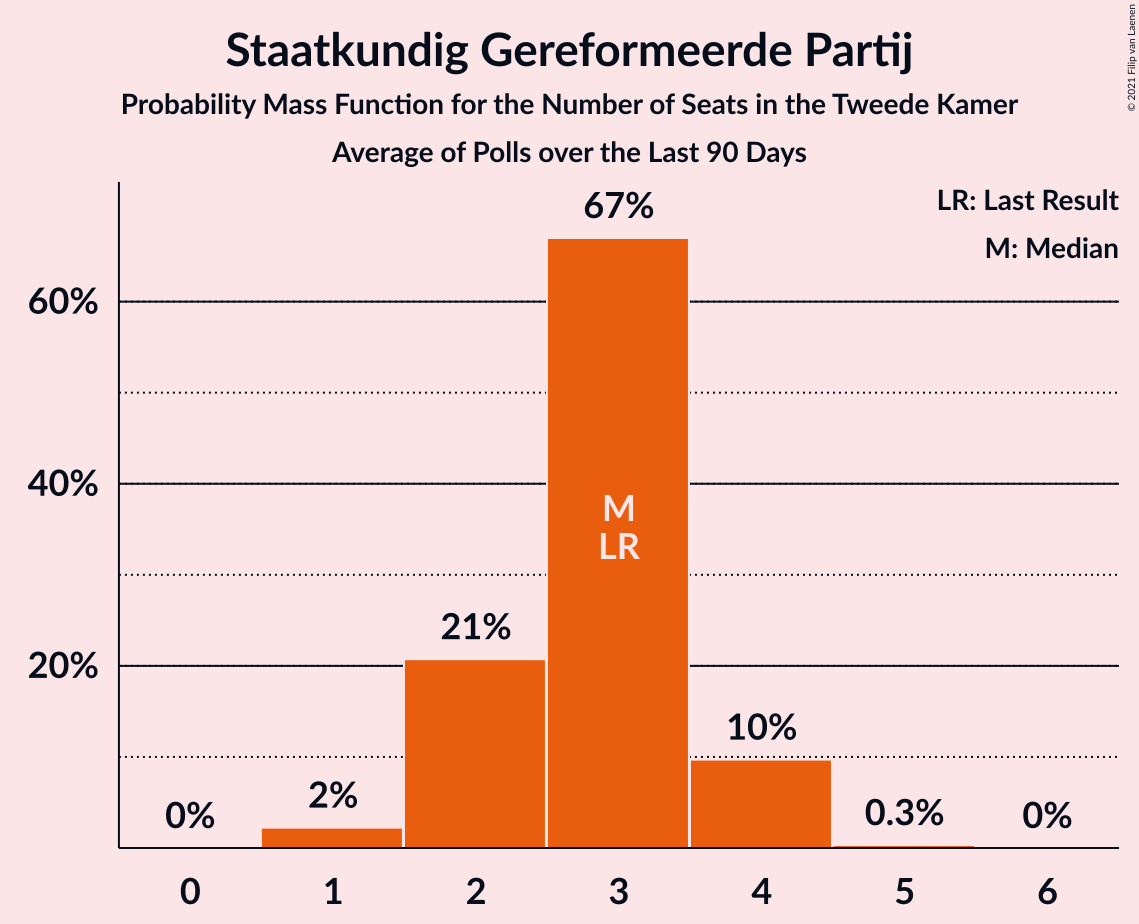 Staatkundig Gereformeerde Partij
Probability Mass Function for the Number of Seats in the Tweede Kamer
Average of Polls over the Last 90 Days
© 2021 Filip van Laenen
LR: Last Result
M: Median
67%
60%
40%
M
LR
21%
20%
10%
2%
0%
0.3%
0%
0 1 2 3 4 5 6